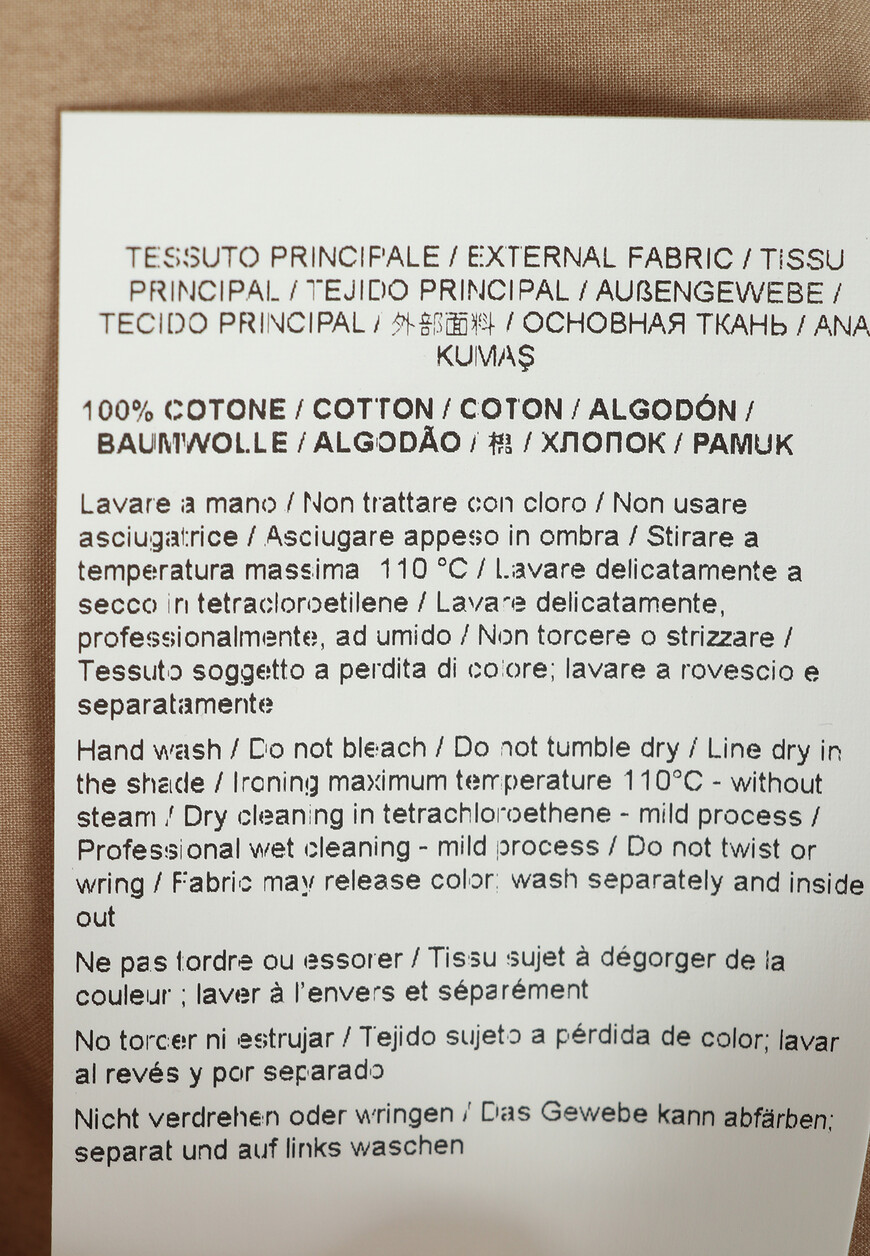 TESSUTO PRINCIPALE / EXTERNAL FABRIC / TISSU
PRINCIPAL / TEJIDO PRINCIPAL / AUßENGEWEBE /
TECIDO PRINCIPAL / 外部面料 / ОСНОВНАЯ ТКАНЬ / ANA
KUMAŞ
100% COTONE / COTTON / COTON / ALGODÓN /
BAUMWOLLE / ALGODÃO / 棉 / ХЛОПОК / PAMUK
Lavare a mano / Non trattare con cloro / Non usare
asciugatrice / Asciugare appeso in ombra / Stirare a
temperatura massima 110 °C / Lavare delicatamente a
secco in tetracloroetilene / Lavare delicatamente,
professionalmente, ad umido / Non torcere o strizzare /
Tessuto soggetto a perdita di colore; lavare a rovescio e
separatamente
Hand wash / Do not bleach / Do not tumble dry / Line dry in
the shade / Ironing maximum temperature 110°C - without
steam / Dry cleaning in tetrachloroethene - mild process /
Professional wet cleaning - mild process / Do not twist or
wring / Fabric may release color; wash separately and inside
out
Ne pas tordre ou essorer / Tissu sujet à dégorger de la
couleur ; laver à l'envers et séparément
No torcer ni estrujar / Tejido sujeto a pérdida de color; lavar
al revés y por separado
Nicht verdrehen oder wringen / Das Gewebe kann abfärben;
separat und auf links waschen